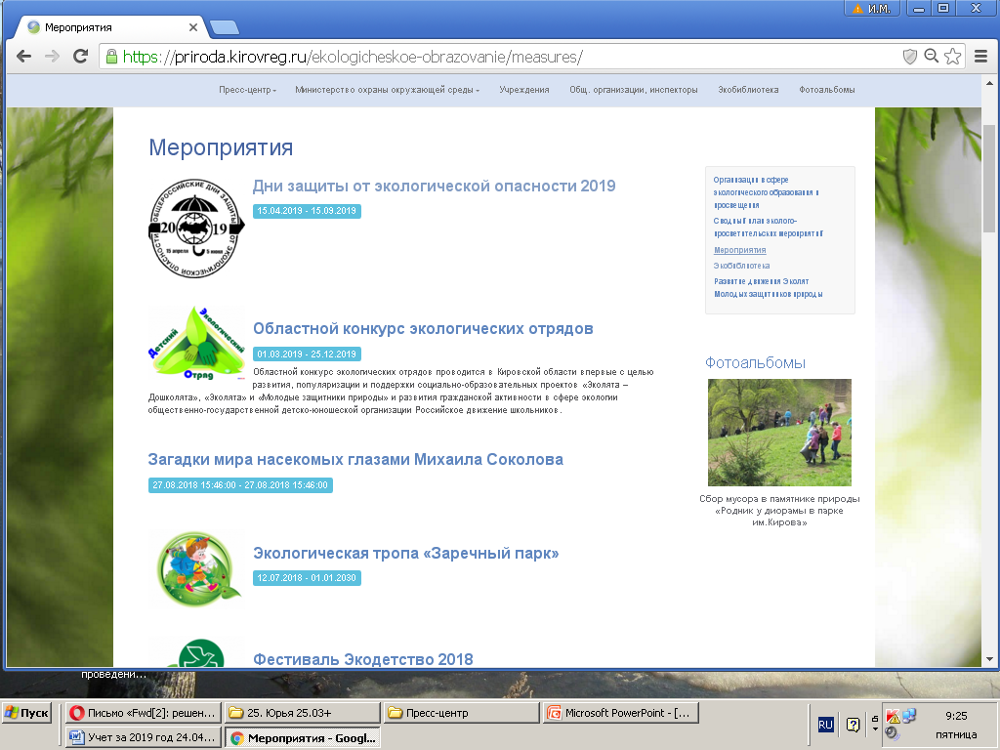 И.М.
Мероприятия
https://priroda.kirovreg.ru/ekologicheskoe-obrazovanie/measures/
Пресс-центр Министерство охраны окружающей среды Учреждения Общ. организации, инспекторы Экобиблиотека Фотоальбомы
Мероприятия
ОБЩЕРОССИЙСКИЕ ДНИ ЗАЩИТЫ ОТ ЭКОЛОГИЧЕСКОЙ ОПАСНОСТИ
2019
15 апреля 5 июня
Дни защиты от экологической опасности 2019
15.04.2019 - 15.09.2019
Детский Экологический Отряд
Областной конкурс экологических отрядов
01.03.2019 - 25.12.2019
Областной конкурс экологических отрядов проводится в Кировской области впервые с целью
развития, популяризации и поддержки социально-образовательных проектов «Эколята –
Дошколята», «Эколята» и «Молодые защитники природы» и развития гражданской активности в сфере экологии
общественно-государственной детско-юношеской организации Российское движение школьников.
Загадки мира насекомых глазами Михаила Соколова
27.08.2018 15:46:00 - 27.08.2018 15:46:00
Экологическая тропа «Заречный парк»
12.07.2018 - 01.01.2030
Фестиваль Экодетство 2018
Организации в сфере
экологического образования и
просвещения
Сводный план эколого-
просветительских мероприятий
Мероприятия
Экобиблиотека
Развитие движения Эколят
Молодых защитников природы
Фотоальбомы
Сбор мусора в памятнике природы
«Родник у диорамы в парке
им.Кирова»
проведени...
Пуск
Письмо «Fwd[2]: решен...
25. Юрья 25.03+
Пресс-центр
Microsoft PowerPoint - [...
Учет за 2019 год 24.04...
Мероприятия - Googl...
RU
9:25
пятница